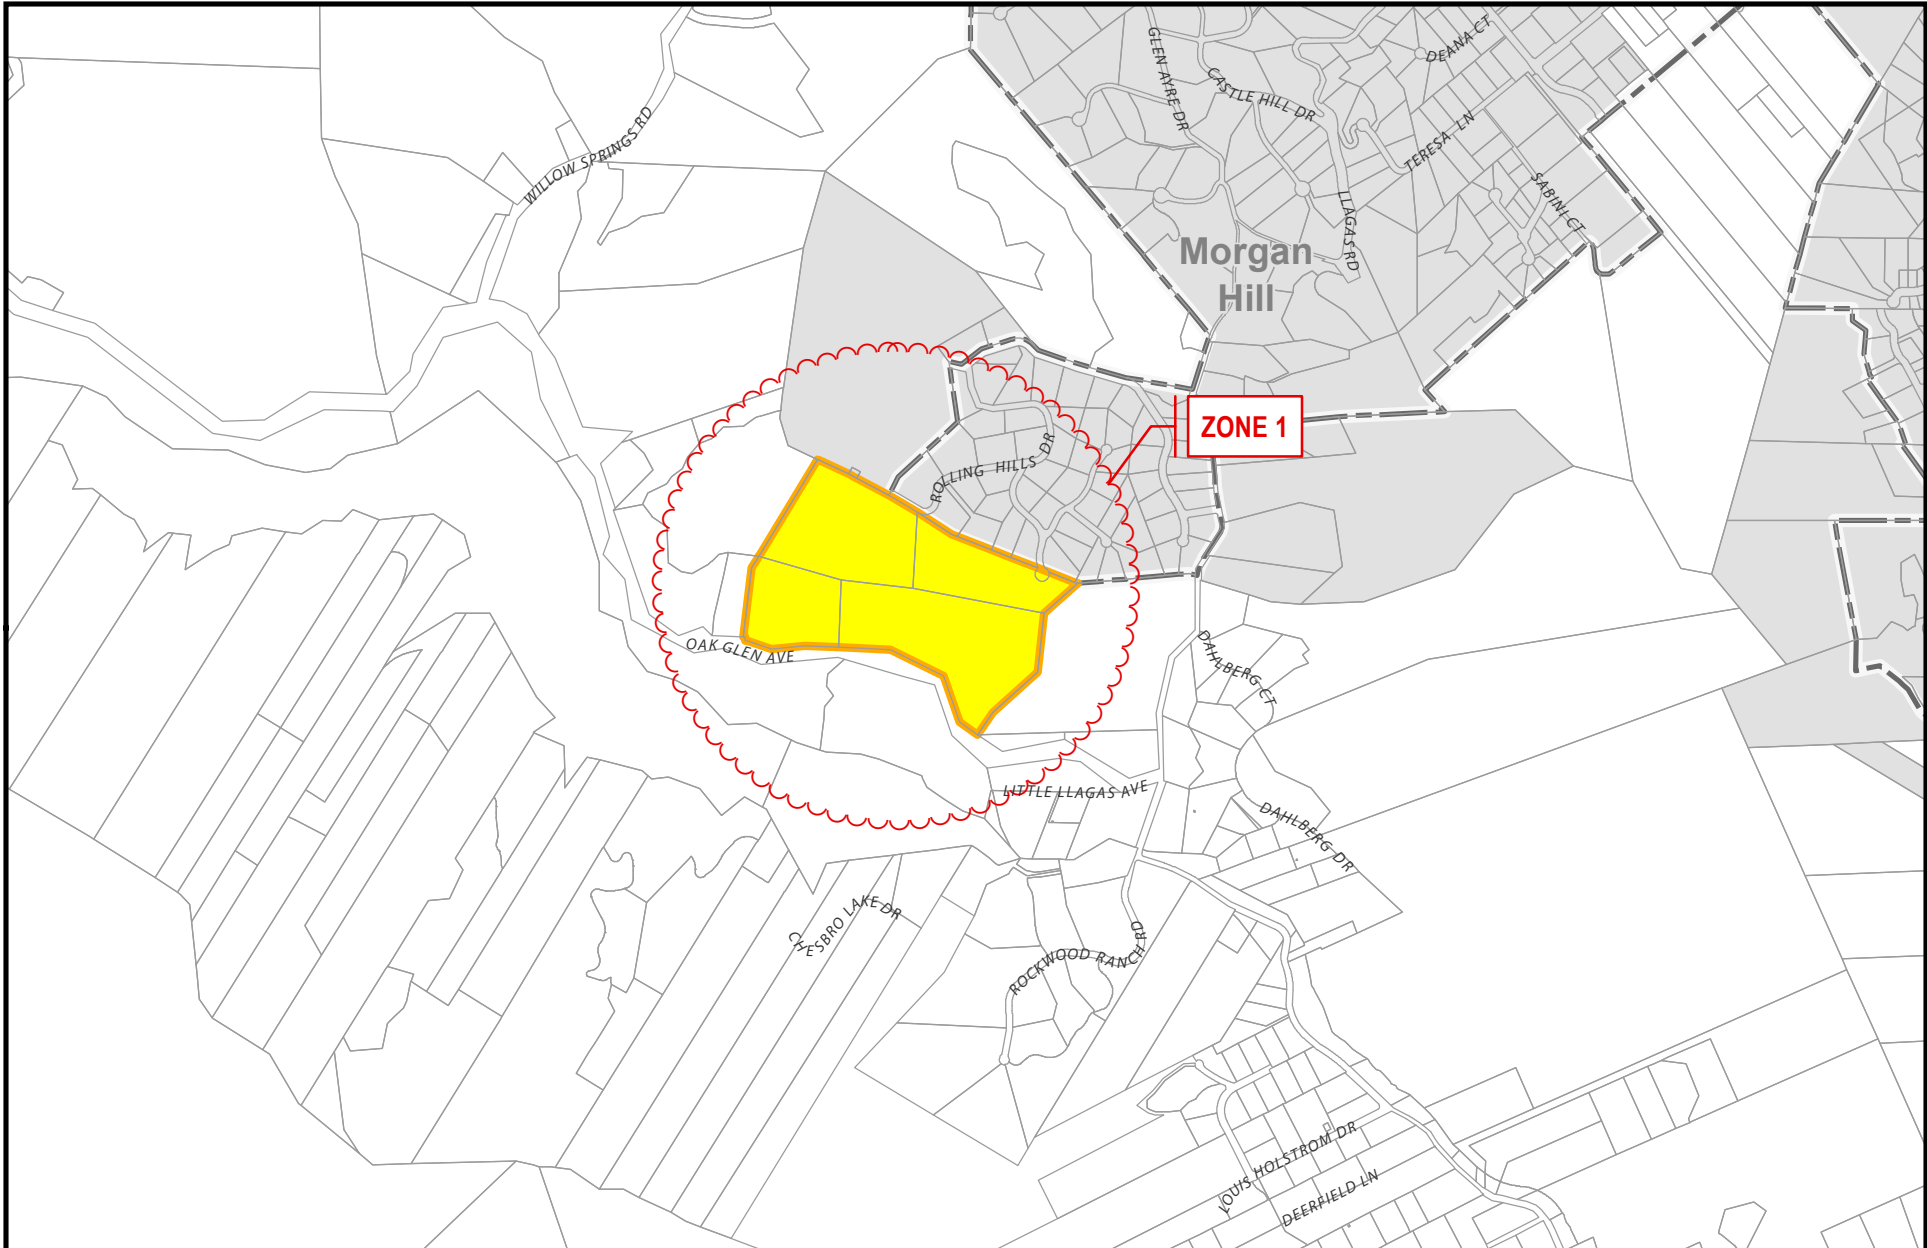 GLEN AYRE DR
CASTLE HILL DR
DEANA CT
TERESA LN
SABINI CT
LLAGAS RD
WILLOW SPRINGS RD
Morgan
Hill
ZONE 1
ROLLING HILLS DR
OAK GLEN AVE
DAHLBERG CT
LITTLE LLAGAS AVE
DAHLBERG DR
CHESBRO LAKE DR
ROCKWOOD RANCH RD
LOUIS HOLSTROM DR
DEERFIELD LN